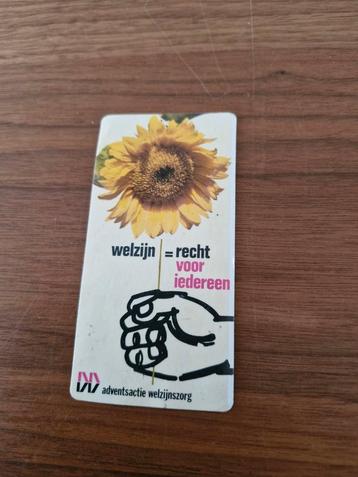 welzijn = recht
voor
iedereen
adventsactie welzijnszorg